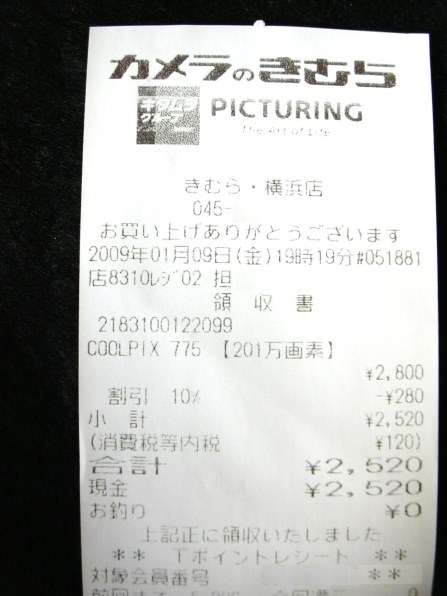 カメラのきむら
キタムラ
グループ
PICTURING
The Art of Life
きむら・横浜店
045-
お買い上げありがとうございます
2009年01月09日(金)19時19分#051881
店8310レジ02 担
領 収 書
2183100122099
COOLPIX 775 【201万画素】
¥2,800
割引 10% -¥280
小 計 ¥2,520
(消費税等内税 ¥120)
合計 ¥2,520
現金 ¥2,520
お釣り ¥0
上記正に領収いたしました
** Tポイントレシート **
対象会員番号 **